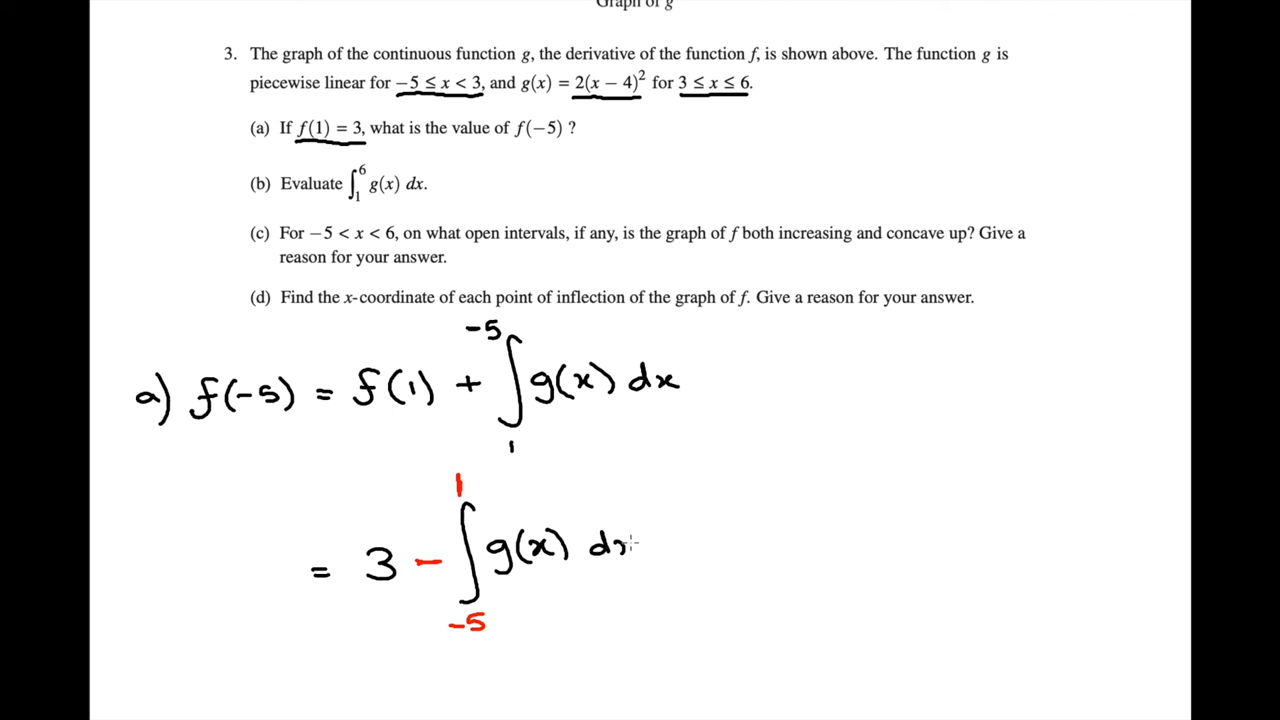 Graph of g
3. The graph of the continuous function g, the derivative of the function f, is shown above. The function g is
piecewise linear for −5 ≤ x < 3, and g(x) = 2(x − 4)² for 3 ≤ x ≤ 6.
(a) If f(1) = 3, what is the value of f(−5) ?
(b) Evaluate ∫₁⁶ g(x) dx.
(c) For −5 < x < 6, on what open intervals, if any, is the graph of f both increasing and concave up? Give a
reason for your answer.
(d) Find the x-coordinate of each point of inflection of the graph of f. Give a reason for your answer.
a) f(-5) = f(1) + ∫₁⁻⁵ g(x) dx
= 3 - ∫₋₅¹ g(x) dx